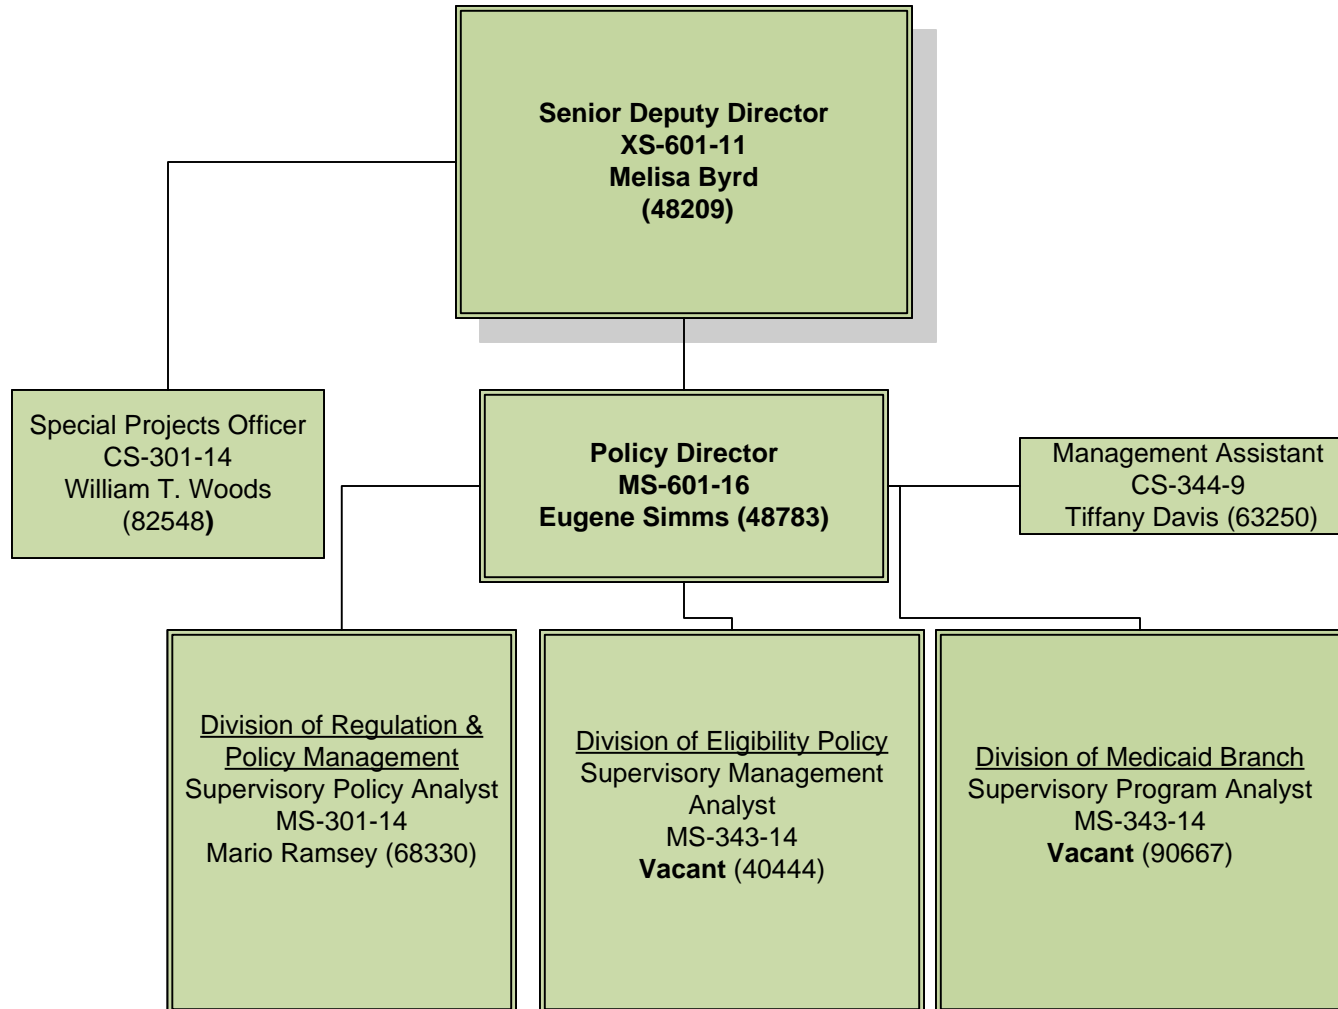 Senior Deputy Director
XS-601-11
Melisa Byrd
(48209)
Special Projects Officer
CS-301-14
William T. Woods
(82548)
Policy Director
MS-601-16
Eugene Simms (48783)
Management Assistant
CS-344-9
Tiffany Davis (63250)
Division of Regulation &
Policy Management
Supervisory Policy Analyst
MS-301-14
Mario Ramsey (68330)
Division of Eligibility Policy
Supervisory Management
Analyst
MS-343-14
Vacant (40444)
Division of Medicaid Branch
Supervisory Program Analyst
MS-343-14
Vacant (90667)